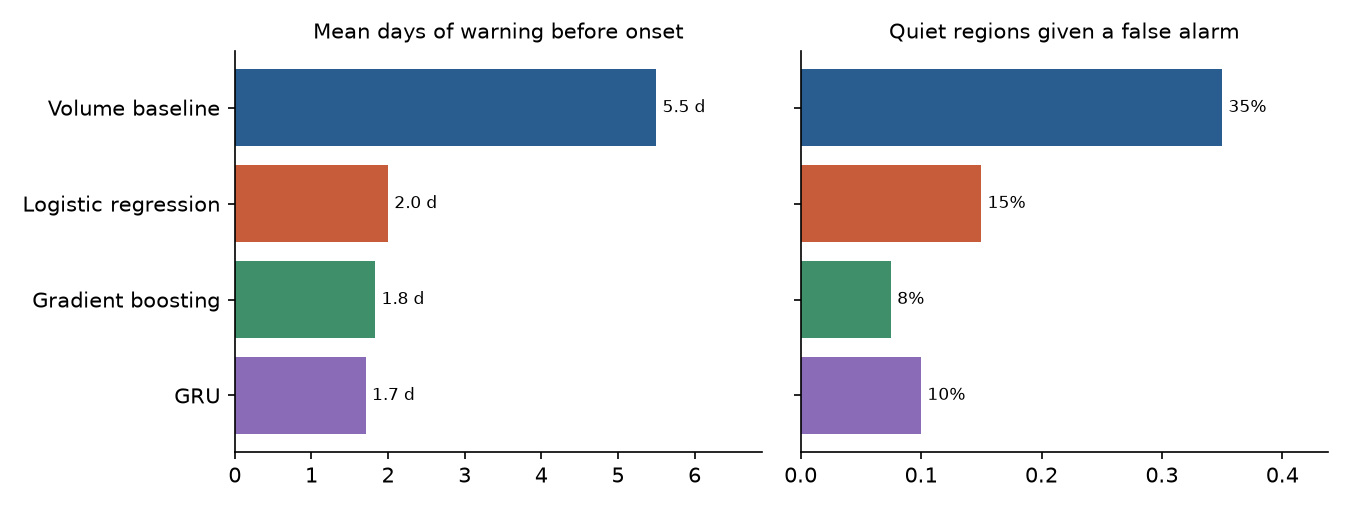 Mean days of warning before onset
Quiet regions given a false alarm
Volume baseline
5.5 d
35%
Logistic regression
2.0 d
15%
Gradient boosting
1.8 d
8%
GRU
1.7 d
10%
0 1 2 3 4 5 6
0.0 0.1 0.2 0.3 0.4